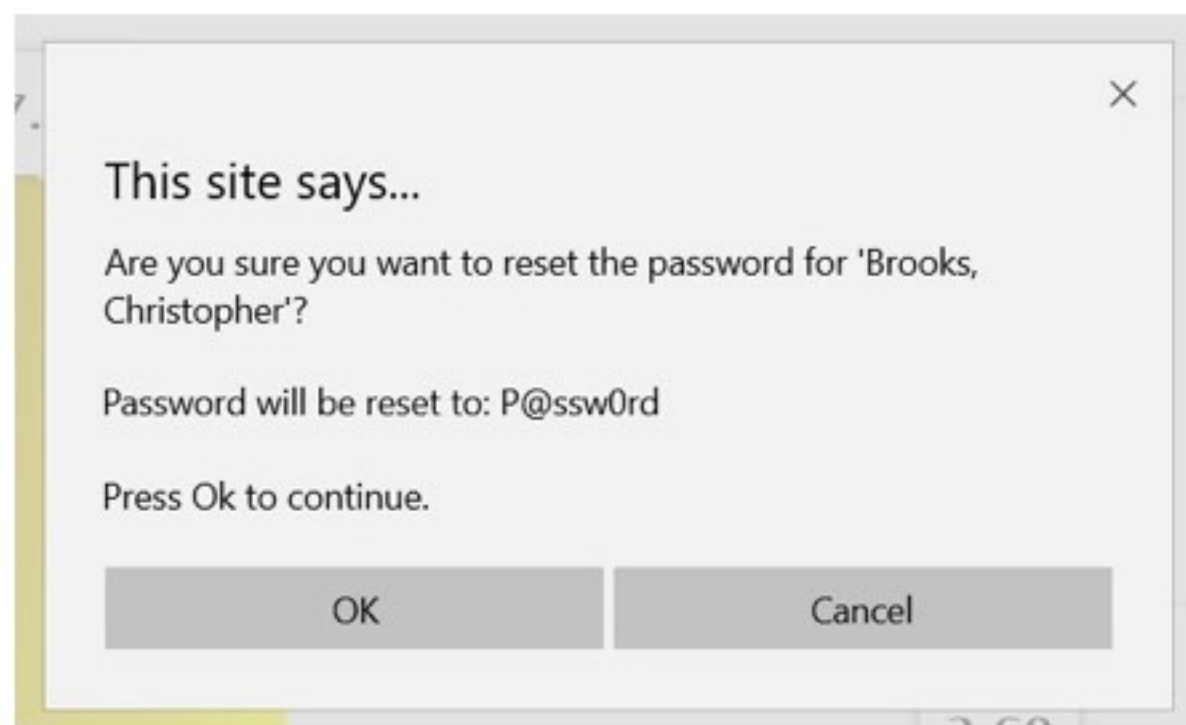 This site says...
Are you sure you want to reset the password for 'Brooks,
Christopher'?
Password will be reset to: P@ssw0rd
Press Ok to continue.
OK
Cancel